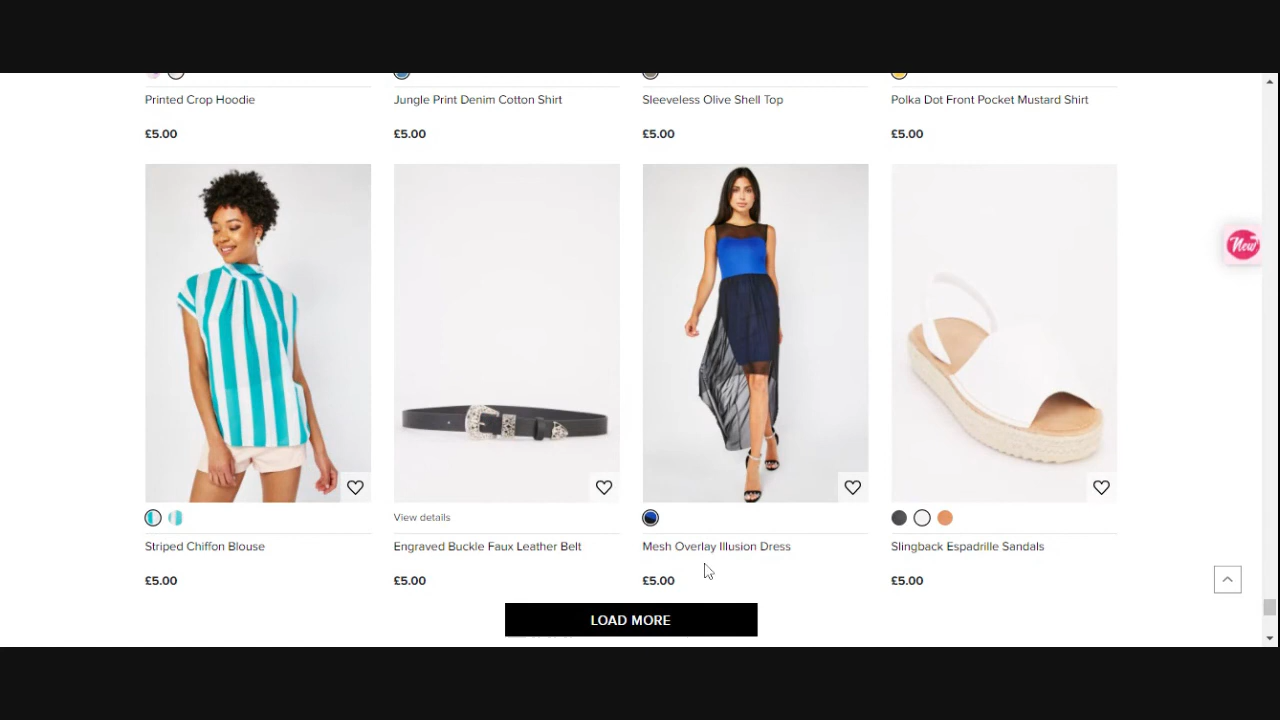 Printed Crop Hoodie
Jungle Print Denim Cotton Shirt
Sleeveless Olive Shell Top
Polka Dot Front Pocket Mustard Shirt
£5.00
£5.00
£5.00
£5.00
New
View details
Striped Chiffon Blouse
Engraved Buckle Faux Leather Belt
Mesh Overlay Illusion Dress
Slingback Espadrille Sandals
£5.00
£5.00
£5.00
£5.00
LOAD MORE